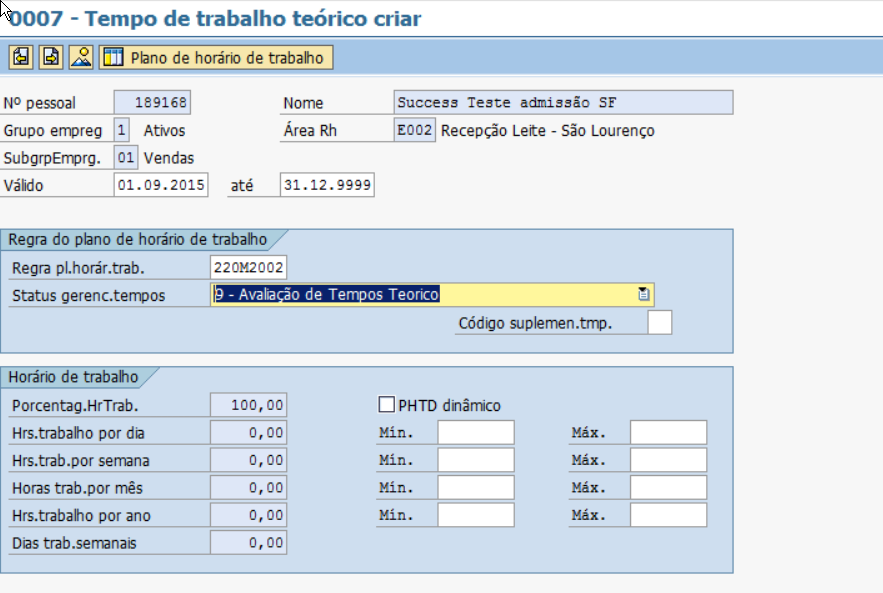 0007 - Tempo de trabalho teórico criar
Plano de horário de trabalho
Nº pessoal 189168 Nome Success Teste admissão SF
Grupo empreg 1 Ativos Área Rh E002 Recepção Leite - São Lourenço
SubgrpEmprg. 01 Vendas
Válido 01.09.2015 até 31.12.9999
Regra do plano de horário de trabalho
Regra pl.horár.trab. 220M2002
Status gerenc.tempos 9 - Avaliação de Tempos Teorico
Código suplemen.tmp.
Horário de trabalho
Porcentag.HrTrab. 100,00 PHTD dinâmico
Hrs.trabalho por dia 0,00 Mín. Máx.
Hrs.trab.por semana 0,00 Mín. Máx.
Horas trab.por mês 0,00 Mín. Máx.
Hrs.trabalho por ano 0,00 Mín. Máx.
Dias trab.semanais 0,00